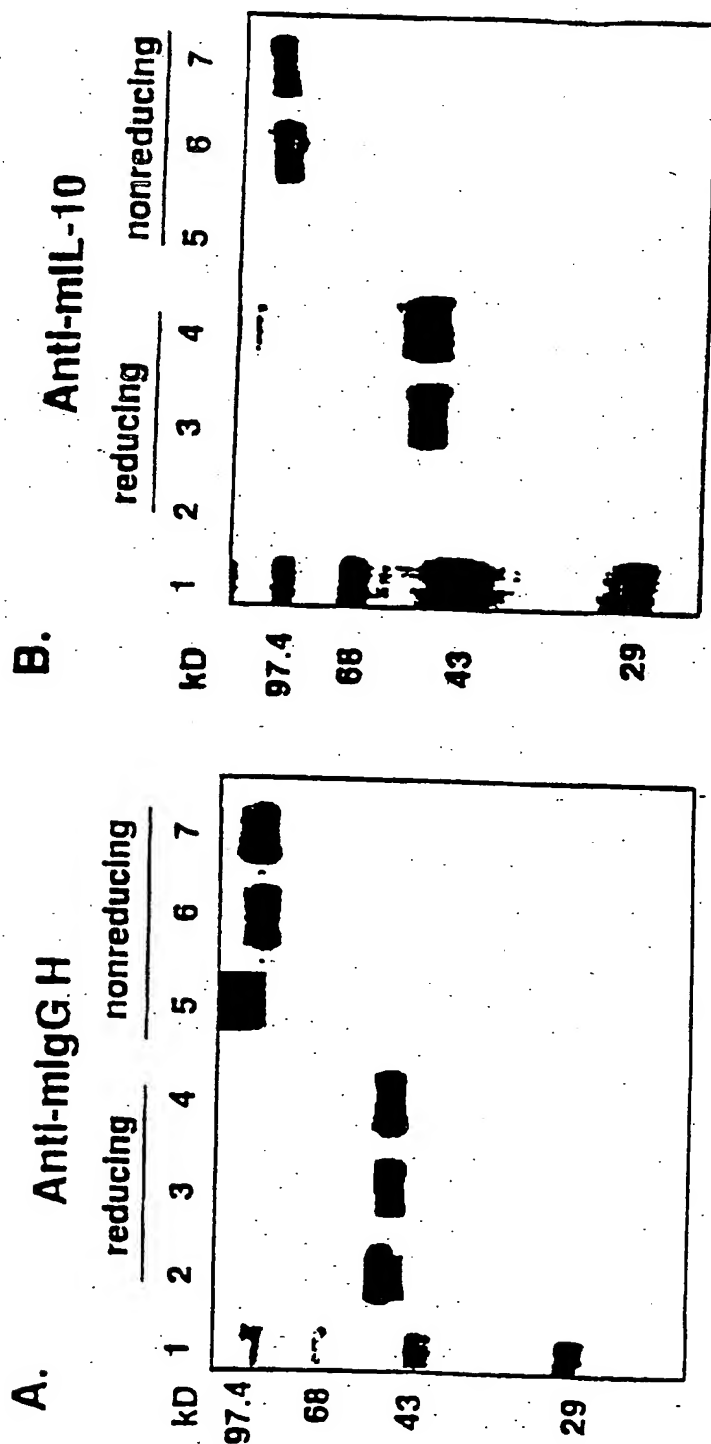 A.
Anti-mIgG.H
reducing
nonreducing
kD
1
2
3
4
5
6
7
97.4
68
43
29
B.
Anti-mIL-10
reducing
nonreducing
kD
1
2
3
4
5
6
7
97.4
68
43
29